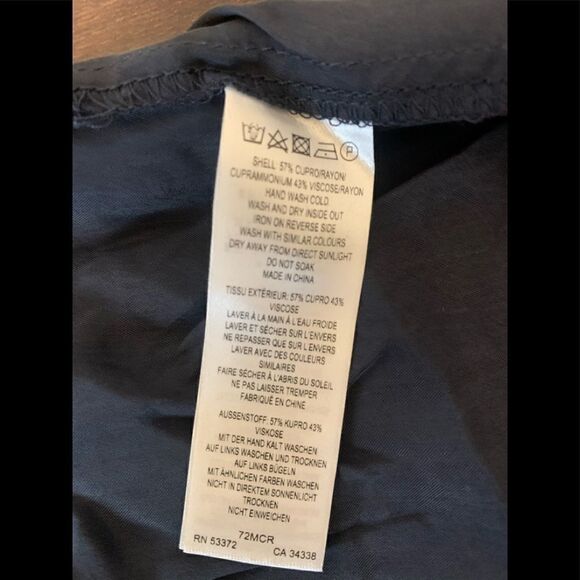 P
SHELL: 57% CUPRO/RAYON/
CUPRAMMONIUM 43% VISCOSE/RAYON
HAND WASH COLD
WASH AND DRY INSIDE OUT
IRON ON REVERSE SIDE
WASH WITH SIMILAR COLOURS
DRY AWAY FROM DIRECT SUNLIGHT
DO NOT SOAK
MADE IN CHINA
TISSU EXTÉRIEUR: 57% CUPRO 43%
VISCOSE
LAVER À LA MAIN À L'EAU FROIDE
LAVER ET SÉCHER SUR L'ENVERS
NE REPASSER QUE SUR L'ENVERS
LAVER AVEC DES COULEURS
SIMILAIRES
FAIRE SÉCHER À L'ABRIS DU SOLEIL
NE PAS LAISSER TREMPER
FABRIQUÉ EN CHINE
AUSSENSTOFF: 57% KUPRO 43%
VISKOSE
MIT DER HAND KALT WASCHEN
AUF LINKS WASCHEN UND TROCKNEN
AUF LINKS BÜGELN
MIT ÄHNLICHEN FARBEN WASCHEN
NICHT IN DIREKTEM SONNENLICHT
TROCKNEN
NICHT EINWEICHEN
72MCR
RN 53372 CA 34338